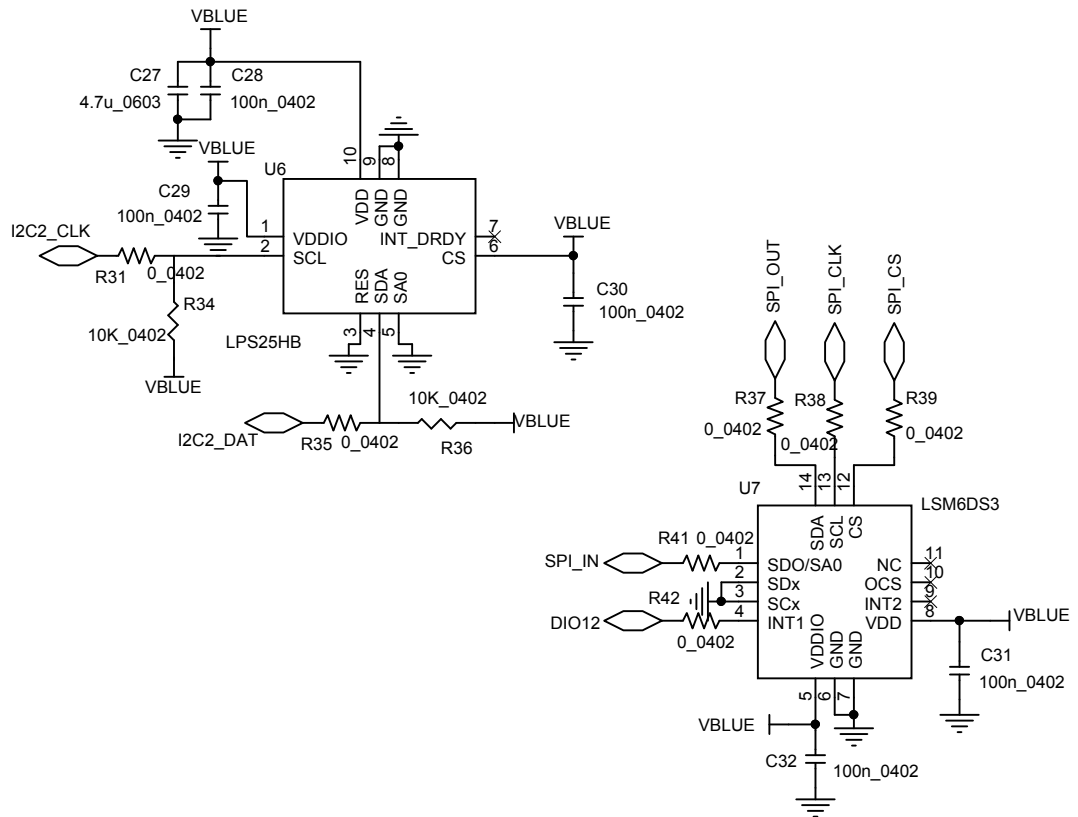 VBLUE
C27
4.7u_0603
C28
100n_0402
VBLUE
C29
100n_0402
U6
10
9
8
VDD
GND
GND
1
VDDIO
2
SCL
INT_DRDY
7
CS
6
RES
SDA
SA0
3
4
5
LPS25HB
I2C2_CLK
R31
0_0402
R34
10K_0402
VBLUE
VBLUE
C30
100n_0402
I2C2_DAT
R35
0_0402
10K_0402
R36
VBLUE
SPI_OUT
SPI_CLK
SPI_CS
R37
0_0402
R38
0_0402
R39
0_0402
U7
14
13
12
LSM6DS3
SDA
SCL
CS
SPI_IN
R41
0_0402
1
SDO/SA0
2
SDx
3
SCx
4
INT1
R42
DIO12
0_0402
NC
11
OCS
10
INT2
9
VDD
8
VDDIO
GND
GND
5
6
7
VBLUE
C31
100n_0402
VBLUE
C32
100n_0402